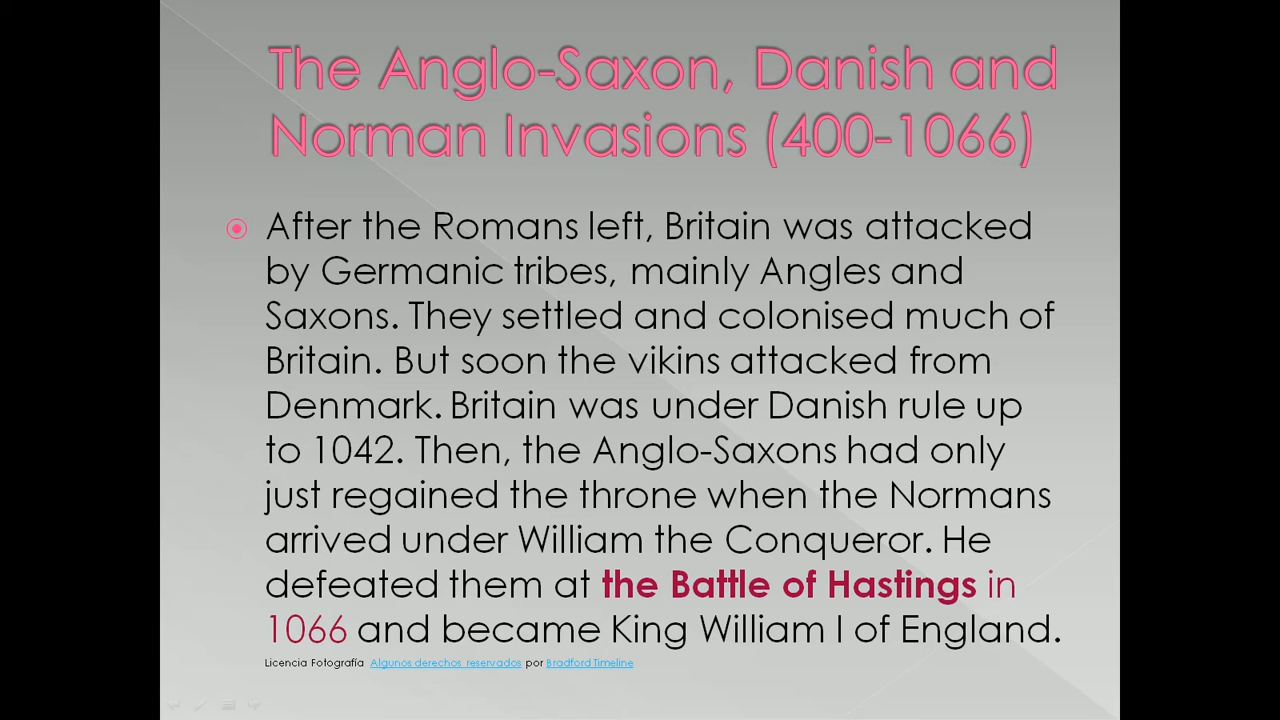 The Anglo-Saxon, Danish and
Norman Invasions (400-1066)
After the Romans left, Britain was attacked
by Germanic tribes, mainly Angles and
Saxons. They settled and colonised much of
Britain. But soon the vikins attacked from
Denmark. Britain was under Danish rule up
to 1042. Then, the Anglo-Saxons had only
just regained the throne when the Normans
arrived under William the Conqueror. He
defeated them at the Battle of Hastings in
1066 and became King William I of England.
Licencia Fotografía Algunos derechos reservados por Bradford Timeline